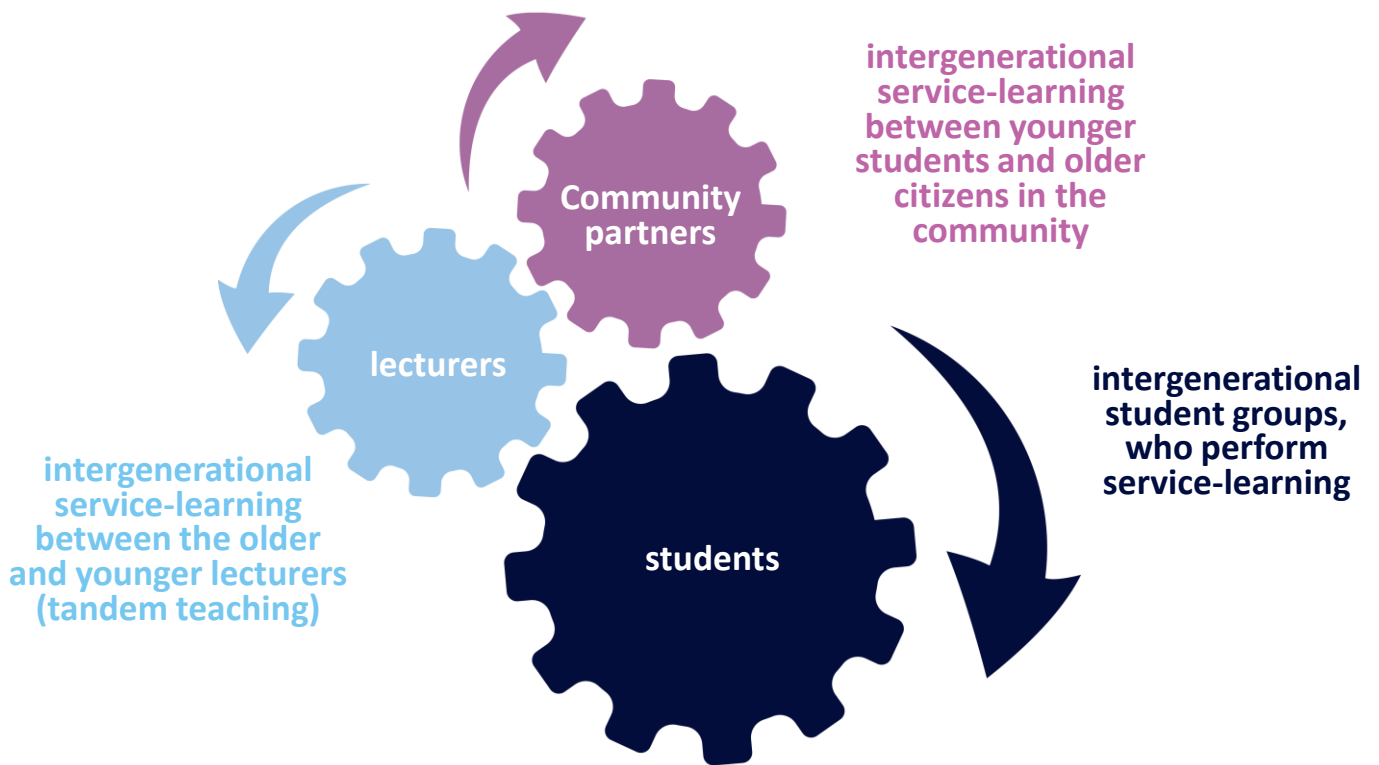 intergenerational
service-learning
between younger
students and older
citizens in the
community
Community
partners
lecturers
intergenerational
student groups,
who perform
service-learning
intergenerational
service-learning
between the older
and younger lecturers
(tandem teaching)
students